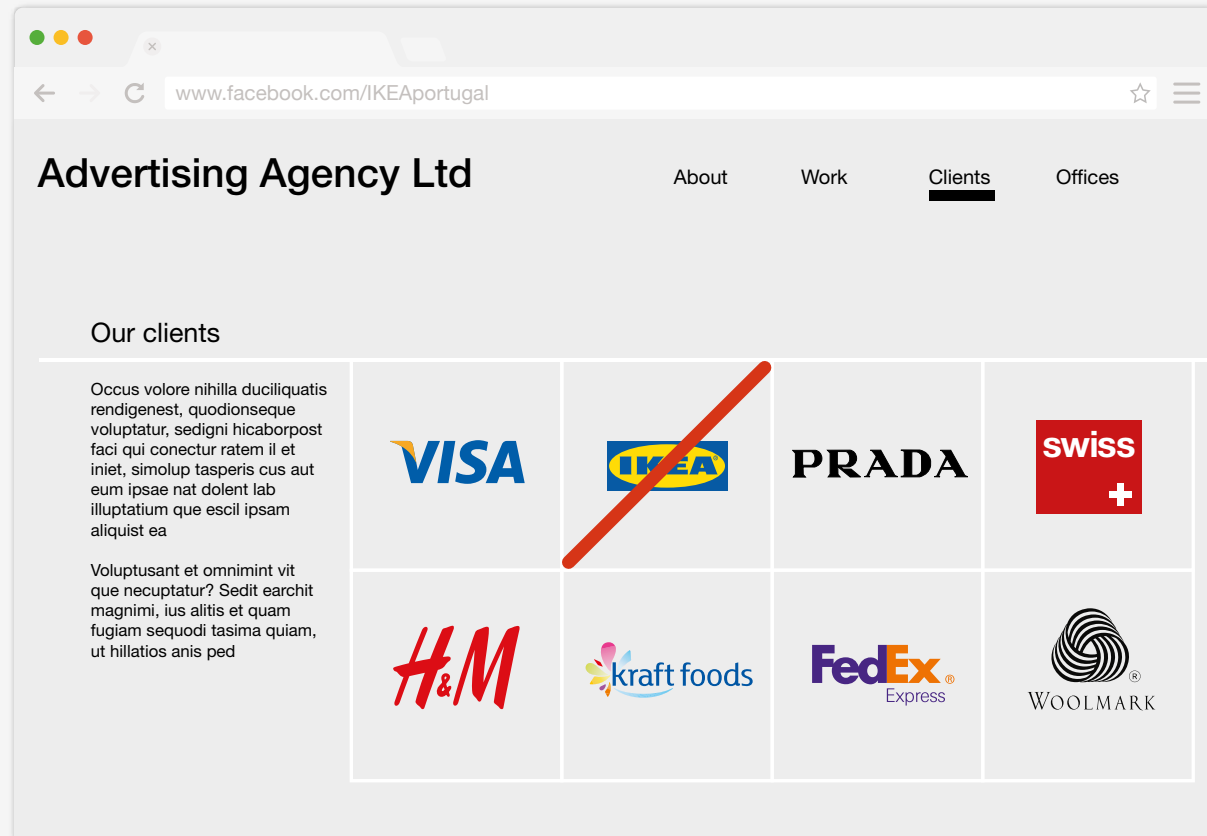 www.facebook.com/IKEAportugal
Advertising Agency Ltd
About
Work
Clients
Offices
Our clients
Occus volore nihilla duciliquatis
rendigenest, quodionseque
voluptatur, sedigni hicaborpost
faci qui conectur ratem il et
iniet, simolup tasperis cus aut
eum ipsae nat dolent lab
illuptatium que escil ipsam
aliquist ea
Voluptusant et omnimint vit
que necuptatur? Sedit earchit
magnimi, ius alitis et quam
fugiam sequodi tasima quiam,
ut hillatios anis ped
VISA
IKEA®
PRADA
swiss
H&M
kraft foods
FedEx®
Express
®
WOOLMARK